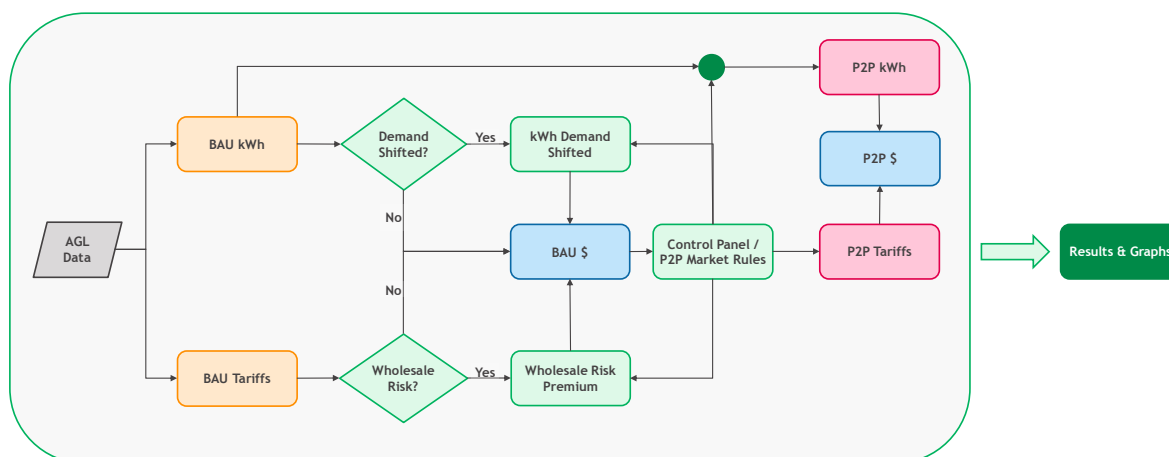 P2P kWh
BAU kWh
Demand
Shifted?
Yes
kWh Demand
Shifted
P2P $
No
AGL
Data
BAU $
Control Panel /
P2P Market Rules
P2P Tariffs
Results & Graphs
No
BAU Tariffs
Wholesale
Risk?
Yes
Wholesale Risk
Premium